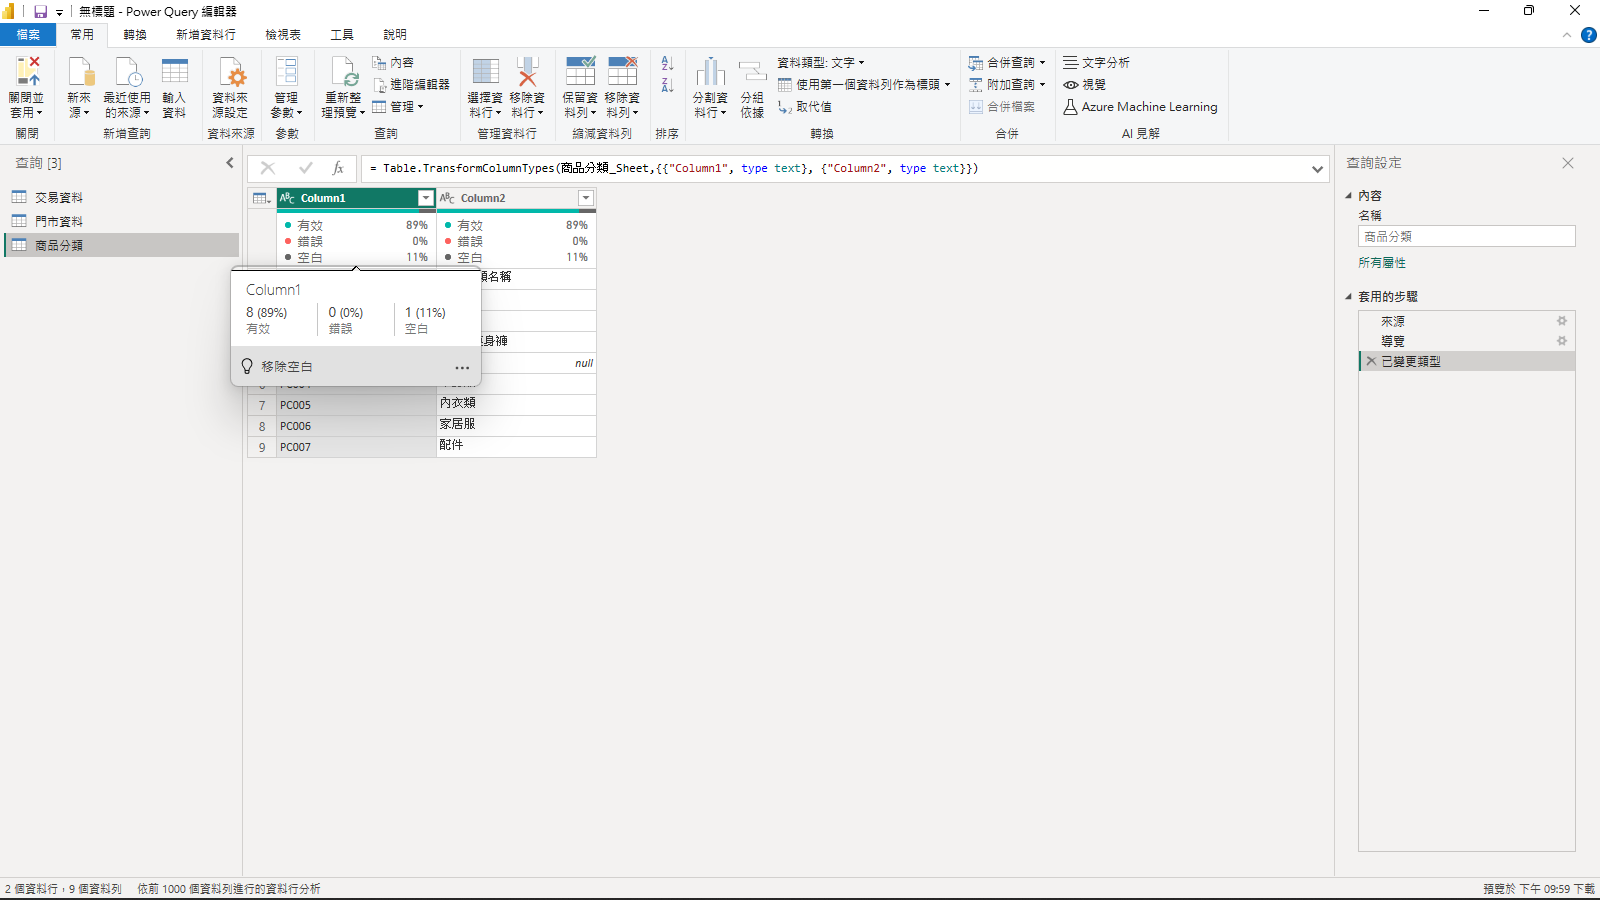 無標題 - Power Query 編輯器
檔案 常用 轉換 新增資料行 檢視表 工具 說明
關閉並套用 新來源 最近使用的來源 輸入資料 資料來源設定 管理參數 重新整理預覽 內容 進階編輯器 管理 選擇資料行 移除資料行 保留資料列 移除資料列 分割資料行 分組依據 資料類型: 文字 使用第一個資料列作為標頭 取代值 合併查詢 附加查詢 合併檔案 文字分析 視覺 Azure Machine Learning
關閉 新增查詢 資料來源 參數 查詢 管理資料行 縮減資料列 排序 轉換 合併 AI 見解
查詢 [3]
交易資料
門市資料
商品分類
= Table.TransformColumnTypes(商品分類_Sheet,{{"Column1", type text}, {"Column2", type text}})
Column1 Column2
有效 89% 有效 89%
錯誤 0% 錯誤 0%
空白 11% 空白 11%
類名稱
身褲
null
Column1
8 (89%) 0 (0%) 1 (11%)
有效 錯誤 空白
移除空白
7 PC005 內衣類
8 PC006 家居服
9 PC007 配件
查詢設定
內容
名稱
商品分類
所有屬性
套用的步驟
來源
導覽
已變更類型
2 個資料行，9 個資料列 依前 1000 個資料列進行的資料行分析
預覽於 下午 09:59 下載